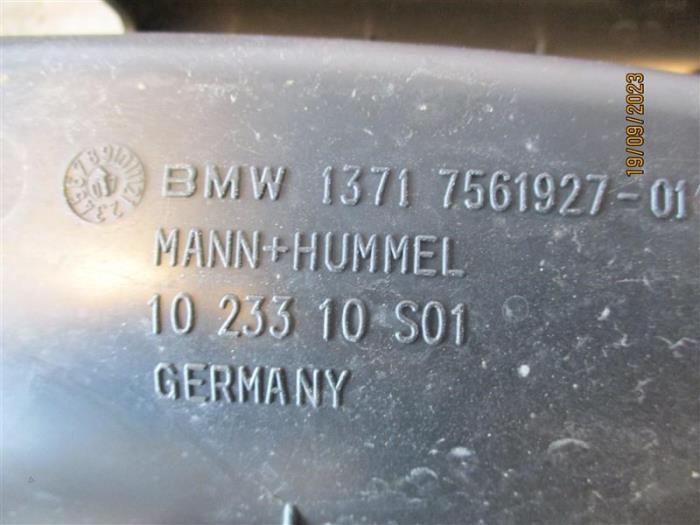 BMW 1371 7561927-01
MANN+HUMMEL
10 233 10 S01
GERMANY
19/09/2023